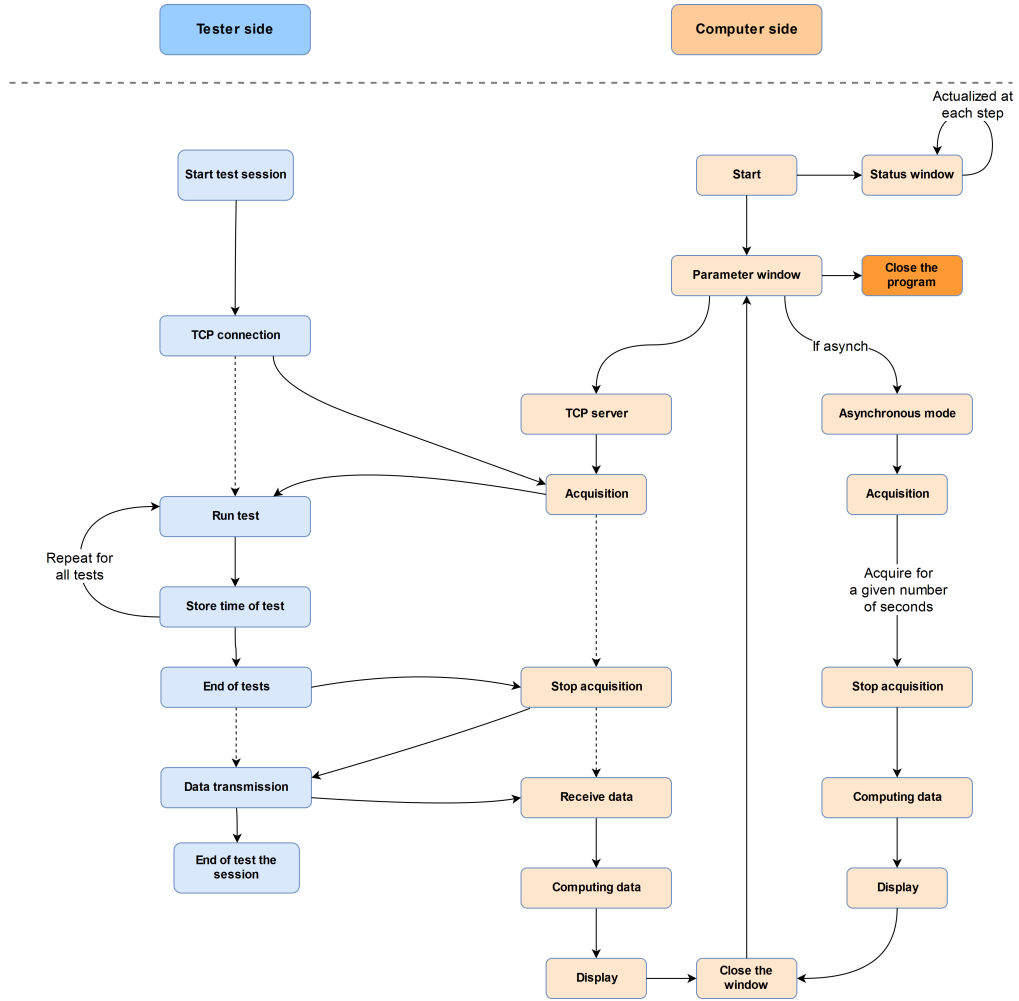 Tester side
Computer side
Actualized at
each step
Start test session
Start
Status window
Parameter window
Close the
program
TCP connection
If asynch
TCP server
Asynchronous mode
Acquisition
Acquisition
Run test
Repeat for
all tests
Acquire for
a given number
of seconds
Store time of test
End of tests
Stop acquisition
Stop acquisition
Data transmission
Receive data
Computing data
End of test the
session
Computing data
Display
Display
Close the
window